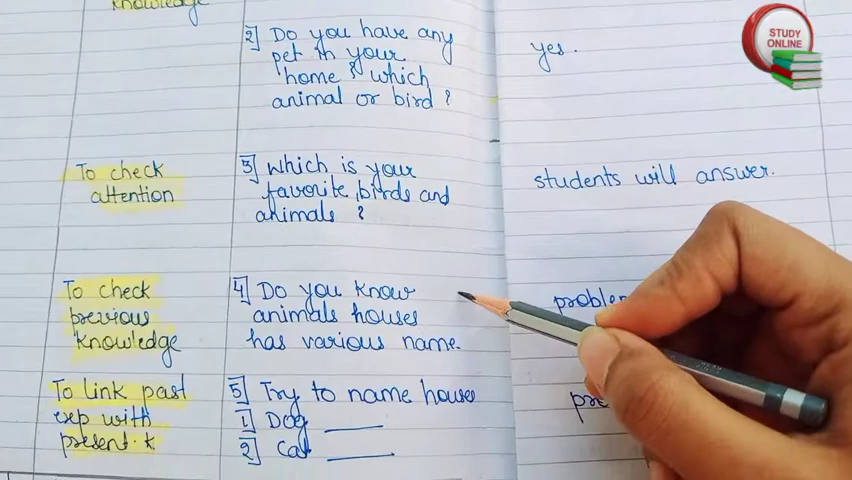 knowledge
2] Do you have any
pet in your
home ? which
animal or bird ?
yes.
STUDY
ONLINE
To check
attention
3] which is your
favorite birds and
animals ?
students will answer.
To check
previous
knowledge
4] Do you know
animals houses
has various name.
To link past
exp with
present k
5] Try to name houses
1] Dog ____
2] Cat ____